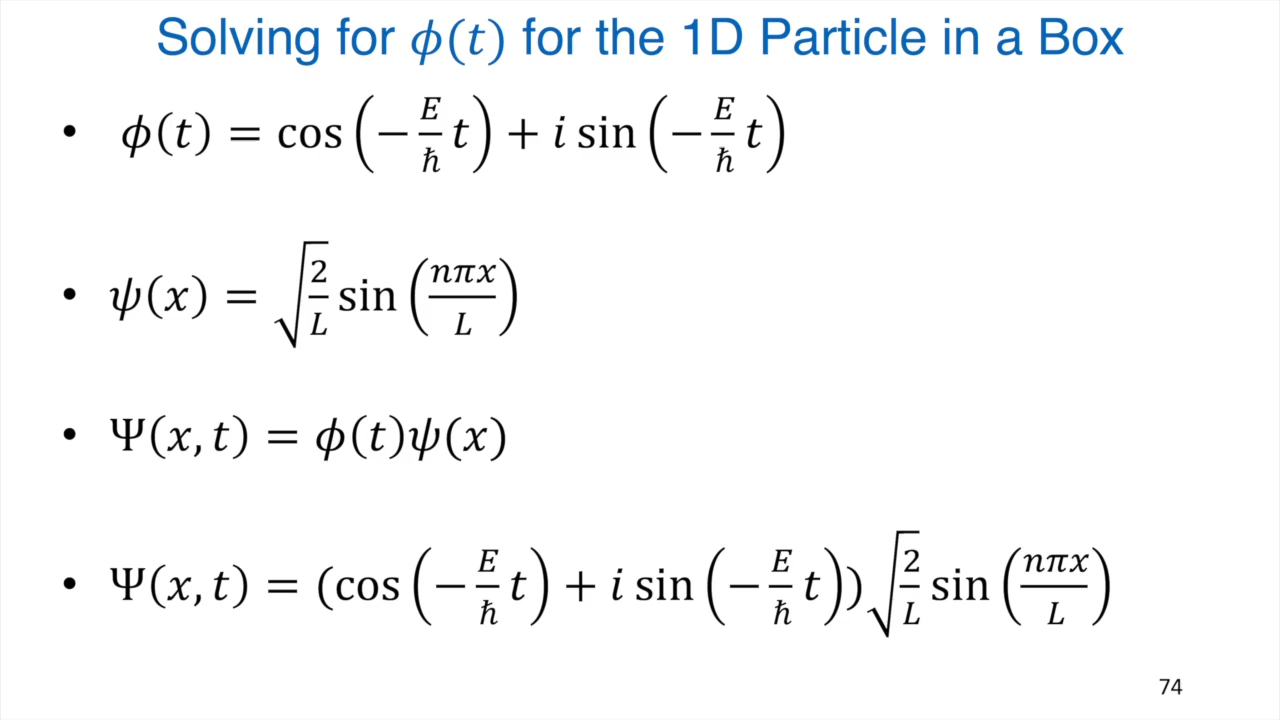 Solving for 𝜙(𝑡) for the 1D Particle in a Box
• 𝜙(𝑡) = cos(−𝐸/ℏ 𝑡) + 𝑖 sin(−𝐸/ℏ 𝑡)
• 𝜓(𝑥) = √(2/𝐿) sin(𝑛𝜋𝑥/𝐿)
• Ψ(𝑥, 𝑡) = 𝜙(𝑡)𝜓(𝑥)
• Ψ(𝑥, 𝑡) = (cos(−𝐸/ℏ 𝑡) + 𝑖 sin(−𝐸/ℏ 𝑡))√(2/𝐿) sin(𝑛𝜋𝑥/𝐿)
74